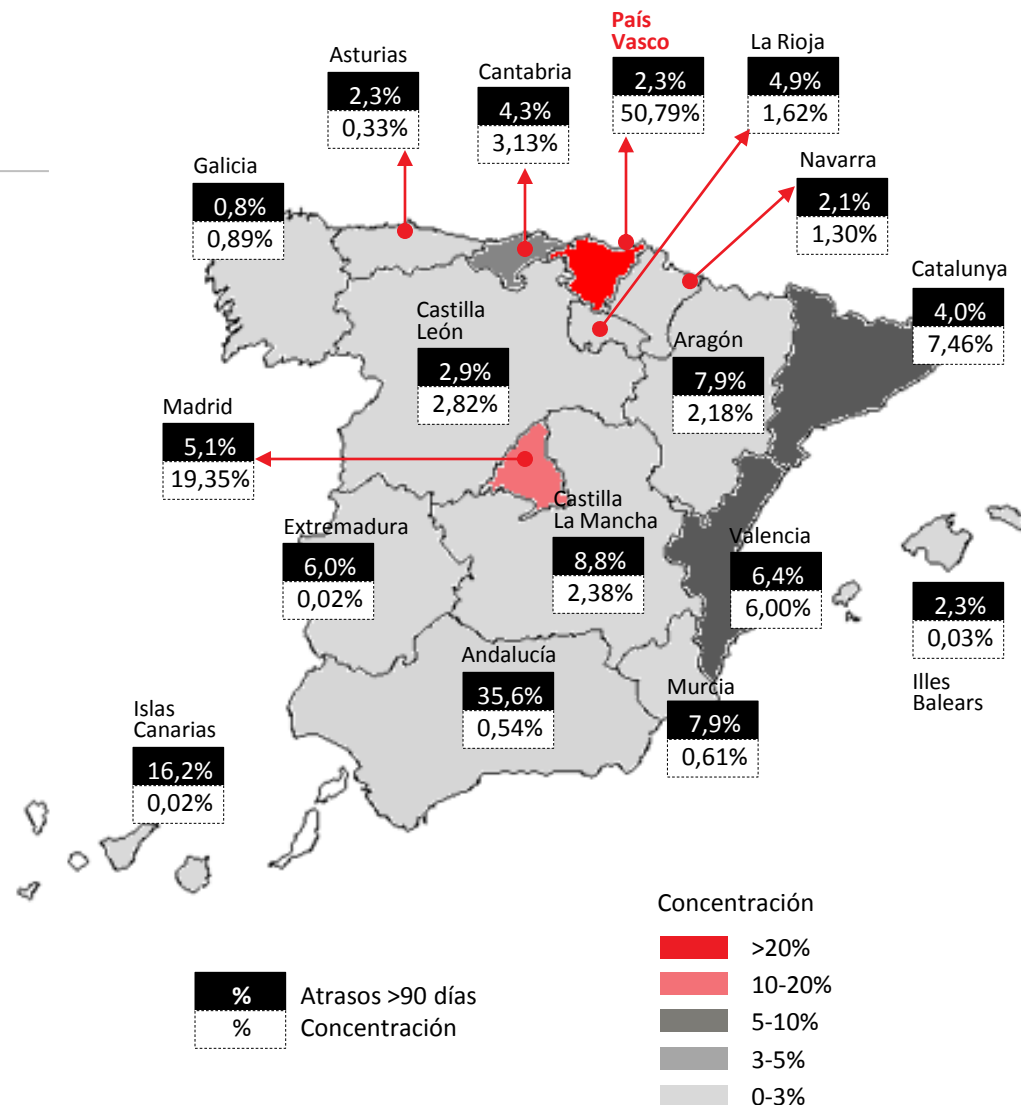 País
Vasco
2,3%
50,79%
La Rioja
4,9%
1,62%
Asturias
2,3%
0,33%
Cantabria
4,3%
3,13%
Navarra
2,1%
1,30%
Galicia
0,8%
0,89%
Catalunya
4,0%
7,46%
Castilla
León
2,9%
2,82%
Aragón
7,9%
2,18%
Madrid
5,1%
19,35%
Castilla
La Mancha
8,8%
2,38%
Extremadura
6,0%
0,02%
Valencia
6,4%
6,00%
2,3%
0,03%
Illes
Balears
Andalucía
35,6%
0,54%
Murcia
7,9%
0,61%
Islas
Canarias
16,2%
0,02%
Concentración
>20%
10-20%
5-10%
3-5%
0-3%
% Atrasos >90 días
% Concentración